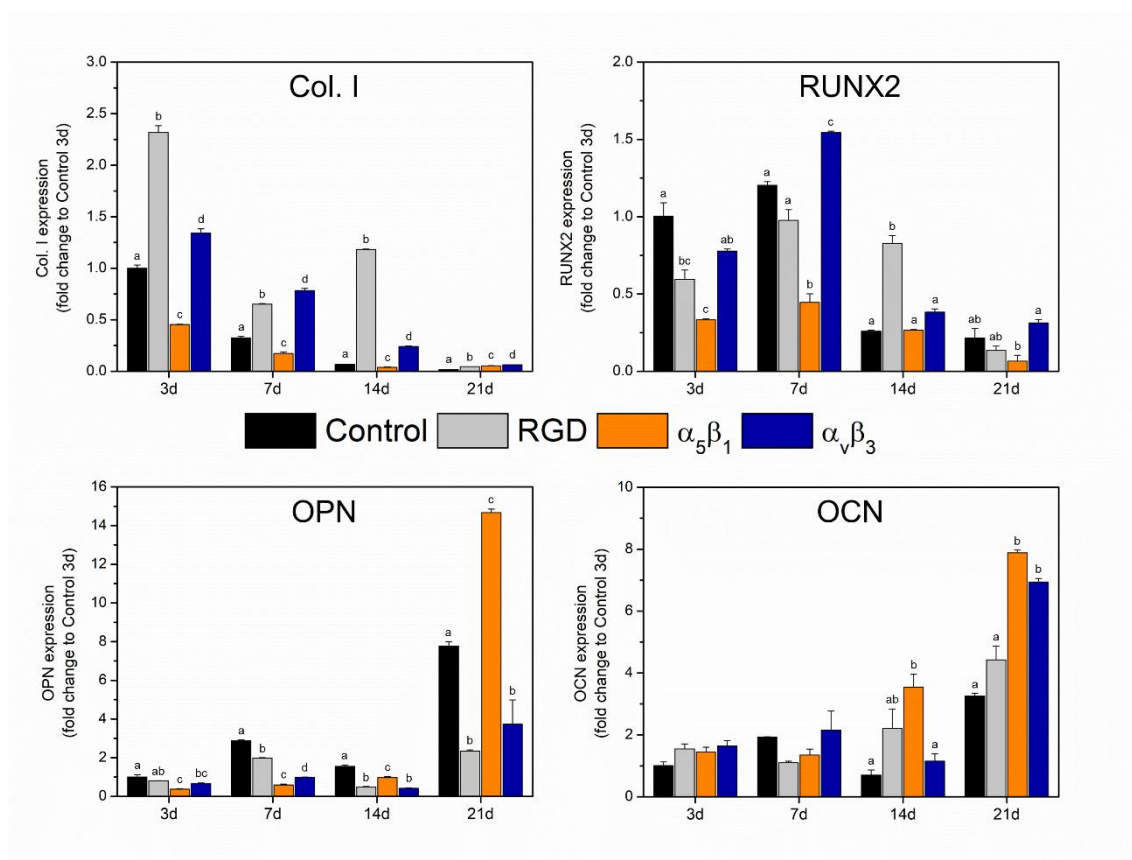 Col. I
Col. I expression
(fold change to Control 3d)
3.0
2.5
2.0
1.5
1.0
0.5
0.0
a b c d
a b c d
a b c d
a b c d
3d 7d 14d 21d
RUNX2
RUNX2 expression
(fold change to Control 3d)
2.0
1.5
1.0
0.5
0.0
a bc c ab
a a b c
a b a a
ab ab b a
3d 7d 14d 21d
Control RGD α5β1 αvβ3
OPN
OPN expression
(fold change to Control 3d)
16
14
12
10
8
6
4
2
0
a ab c bc
a b c d
a b c b
a b c b
3d 7d 14d 21d
OCN
OCN expression
(fold change to Control 3d)
10
8
6
4
2
0
a ab b a
a a b b
3d 7d 14d 21d